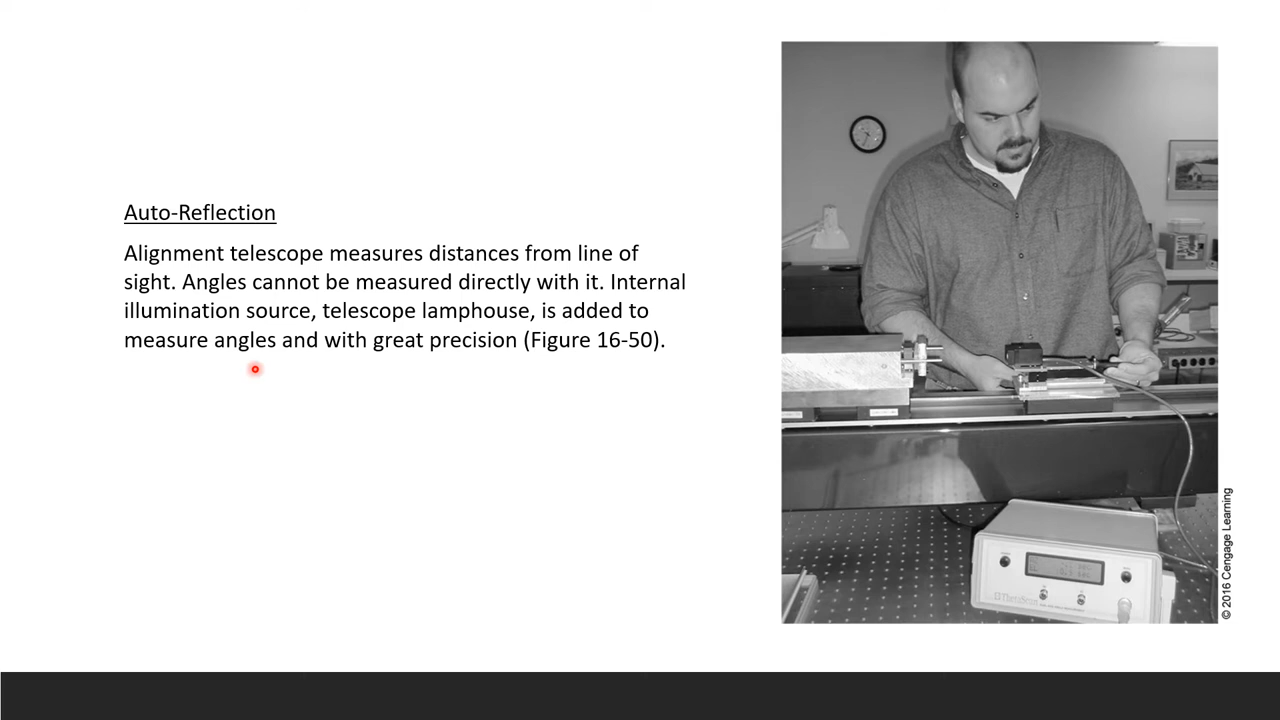 Auto-Reflection
Alignment telescope measures distances from line of
sight. Angles cannot be measured directly with it. Internal
illumination source, telescope lamphouse, is added to
measure angles and with great precision (Figure 16-50).
© 2016 Cengage Learning